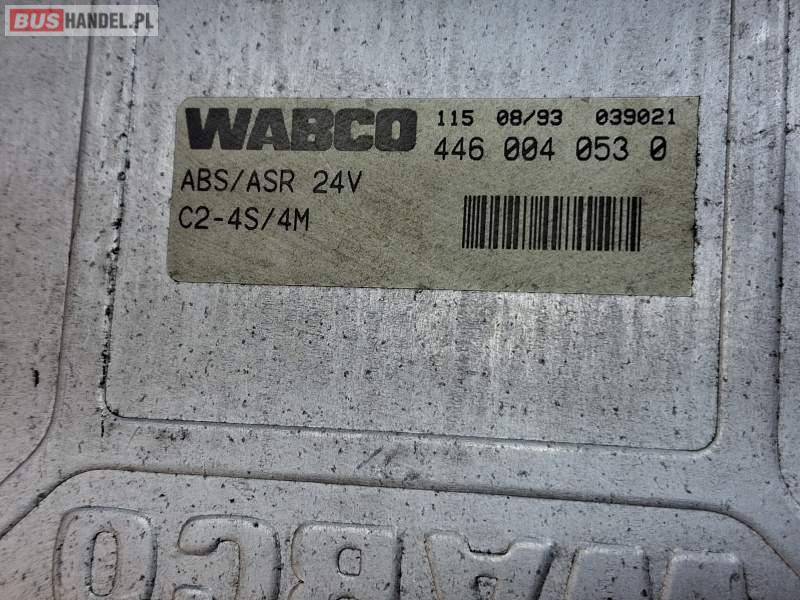 BUSHANDEL.PL
WABCO 115 08/93 039021
446 004 053 0
ABS/ASR 24V
C2-4S/4M
WABCO